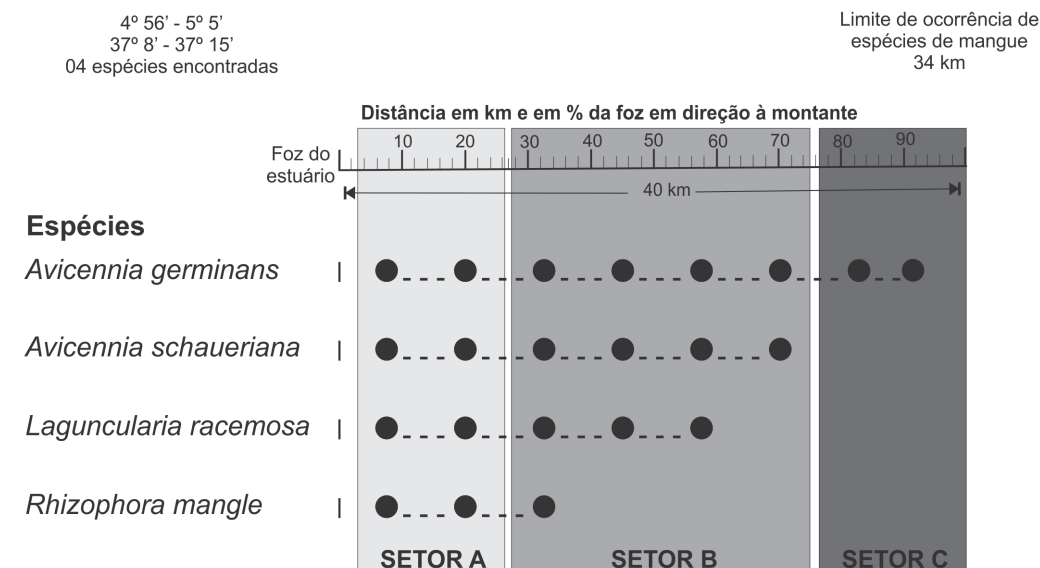 4º 56’ - 5º 5’
37º 8’ - 37º 15’
04 espécies encontradas
Limite de ocorrência de
espécies de mangue
34 km
Distância em km e em % da foz em direção à montante
10 20 30 40 50 60 70 80 90
Foz do
estuário
40 km
Espécies
Avicennia germinans
Avicennia schaueriana
Laguncularia racemosa
Rhizophora mangle
SETOR A SETOR B SETOR C